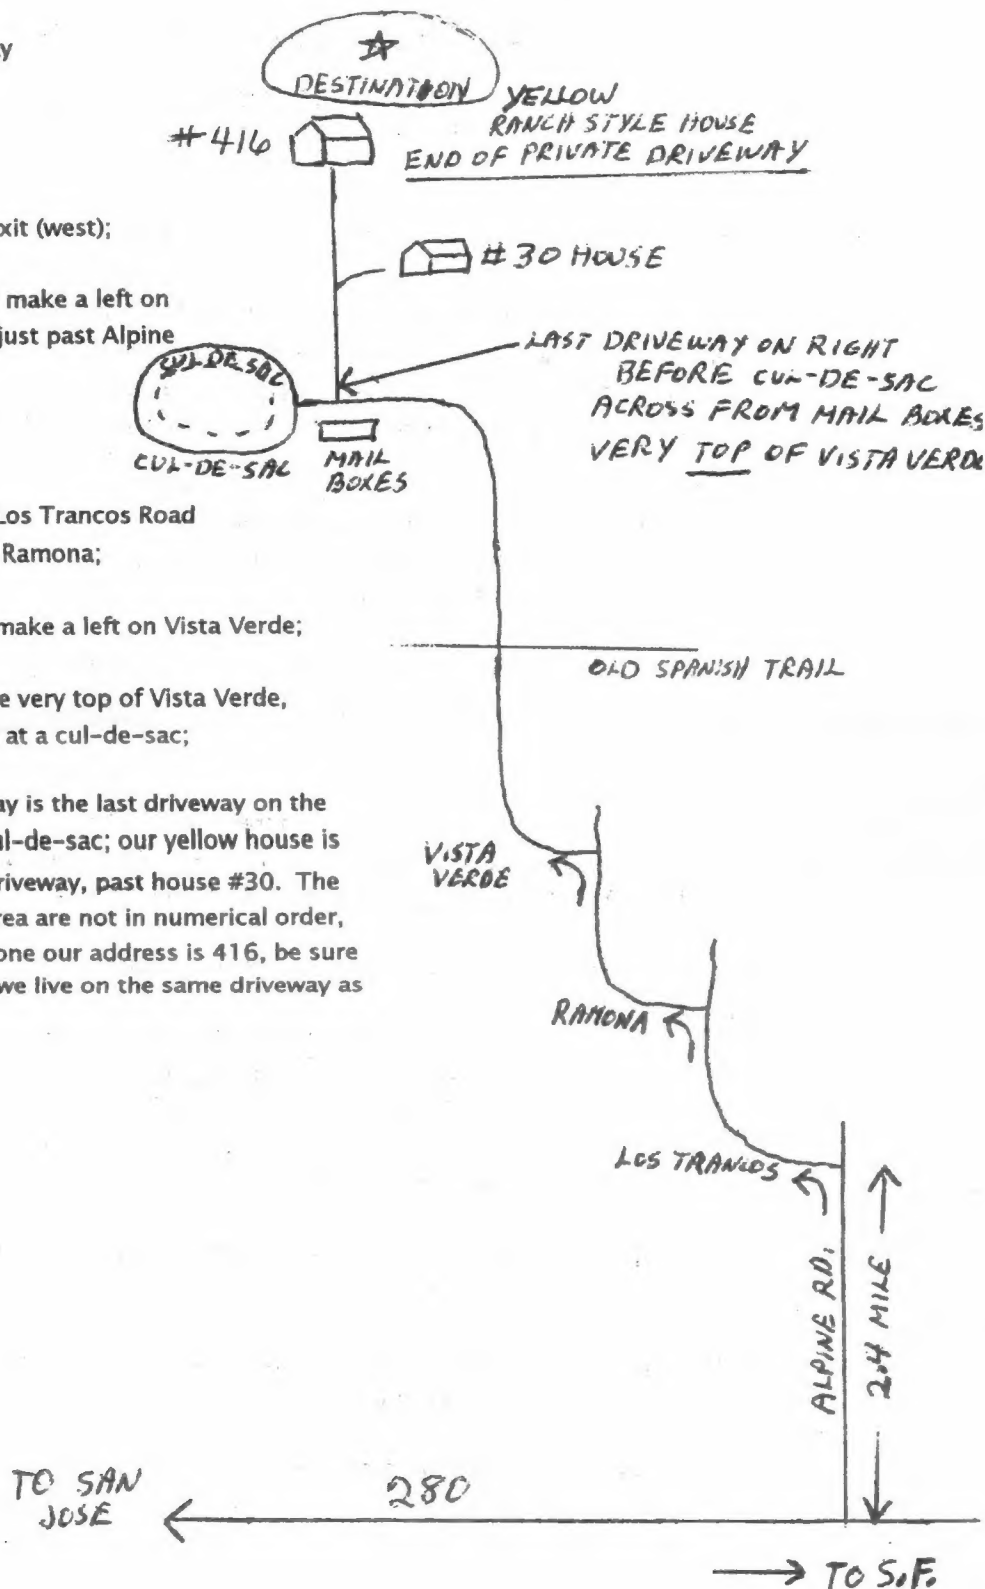 y
DESTINATION
YELLOW
RANCH STYLE HOUSE
END OF PRIVATE DRIVEWAY
#416
xit (west);
#30 HOUSE
make a left on
just past Alpine
LAST DRIVEWAY ON RIGHT
BEFORE CUL-DE-SAC
ACROSS FROM MAIL BOXES
VERY TOP OF VISTA VERDE
CUL DE SAC
CUL-DE-SAC
MAIL
BOXES
Los Trancos Road
Ramona;
make a left on Vista Verde;
OLD SPANISH TRAIL
e very top of Vista Verde,
at a cul-de-sac;
ay is the last driveway on the
ul-de-sac; our yellow house is
riveway, past house #30. The
rea are not in numerical order,
one our address is 416, be sure
we live on the same driveway as
VISTA
VERDE
RAMONA
LOS TRANCOS
ALPINE RD.
2.4 MILE
TO SAN
JOSE
280
TO S.F.